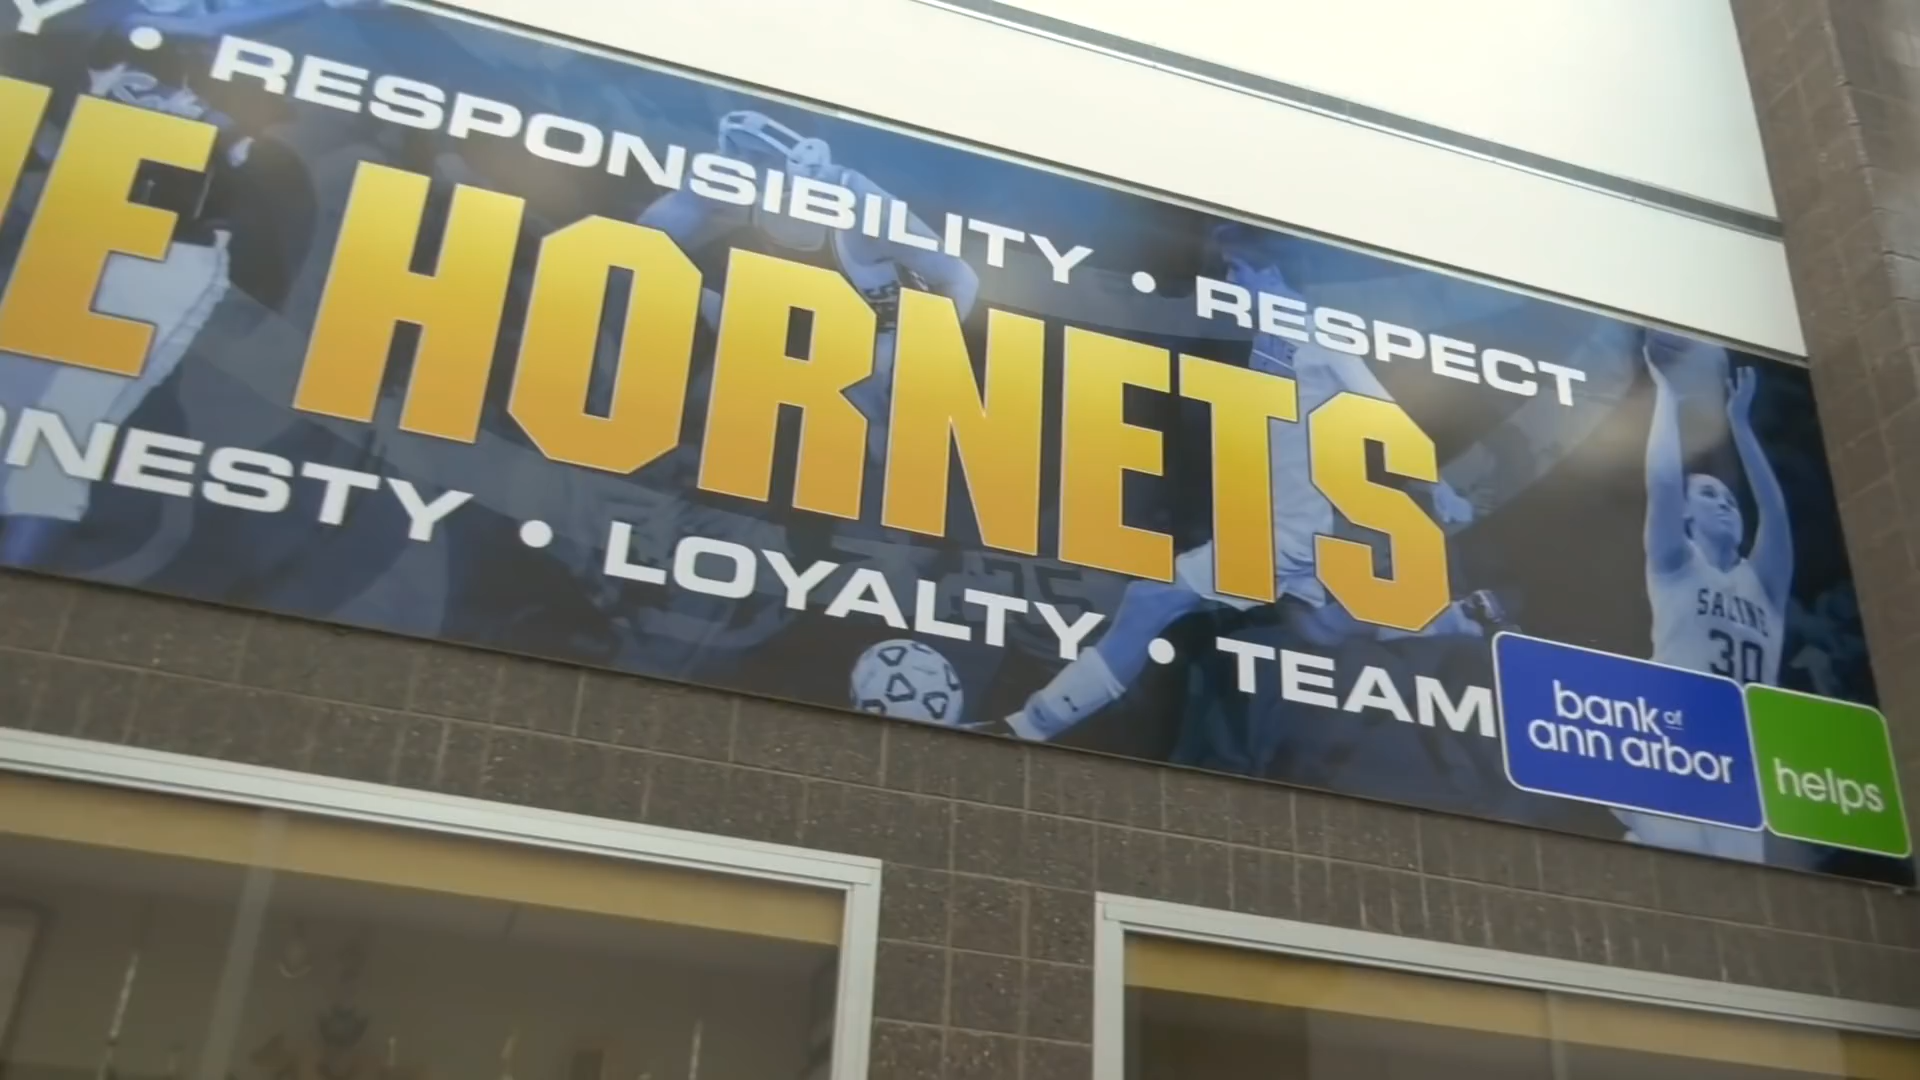 • RESPONSIBILITY • RESPECT
E HORNETS
NESTY • LOYALTY • TEAM
SALINE
30
bank of
ann arbor
helps